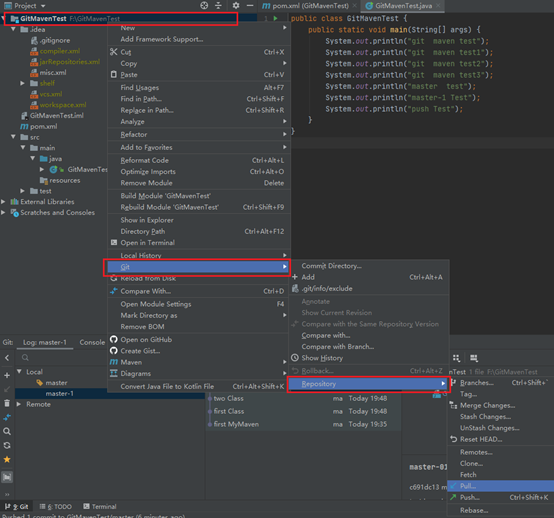 Project
GitMavenTest F:\GitMavenTest
.idea
.gitignore
compiler.xml
jarRepositories.xml
misc.xml
shelf
vcs.xml
workspace.xml
GitMavenTest.iml
pom.xml
src
main
java
GitMavenTest
resources
test
External Libraries
Scratches and Consoles
New
Add Framework Support...
Cut Ctrl+X
Copy
Paste Ctrl+V
Find Usages Alt+F7
Find in Path... Ctrl+Shift+F
Replace in Path... Ctrl+Shift+R
Analyze
Refactor
Add to Favorites
Reformat Code Ctrl+Alt+L
Optimize Imports Ctrl+Alt+O
Remove Module Delete
Build Module 'GitMavenTest'
Rebuild Module 'GitMavenTest' Ctrl+Shift+F9
Show in Explorer
Directory Path Ctrl+Alt+F12
Open in Terminal
Local History
Git
Reload from Disk
Compare With... Ctrl+D
Open Module Settings F4
Mark Directory as
Remove BOM
Open on GitHub
Create Gist...
Maven
Diagrams
Convert Java File to Kotlin File Ctrl+Alt+Shift+K
pom.xml (GitMavenTest)
GitMavenTest.java
1
public class GitMavenTest {
public static void main(String[] args) {
System.out.println("git maven test");
System.out.println("git maven test1");
System.out.println("git maven test2");
System.out.println("git maven test3");
System.out.println("master test");
System.out.println("master-1 Test");
System.out.println("push Test");
}
}
Commit Directory...
Add Ctrl+Alt+A
.git/info/exclude
Annotate
Show Current Revision
Compare with the Same Repository Version
Compare with...
Compare with Branch...
Show History
Rollback... Ctrl+Alt+Z
Repository
Branches... Ctrl+Shift+`
Tag...
Merge Changes...
Stash Changes...
UnStash Changes...
Reset HEAD...
Remotes...
Clone...
Fetch
Pull...
Push... Ctrl+Shift+K
Rebase...
Git: Log: master-1
Local
master
master-1
Remote
two Class ma Today 19:48
first Class ma Today 19:48
first MyMaven ma Today 19:35
nTest 1 file F:\GitMavenTest
master-01
c691dc13 m
9: Git 6: TODO Terminal
Pushed 1 commit to GitMavenTest/master (6 minutes ago)